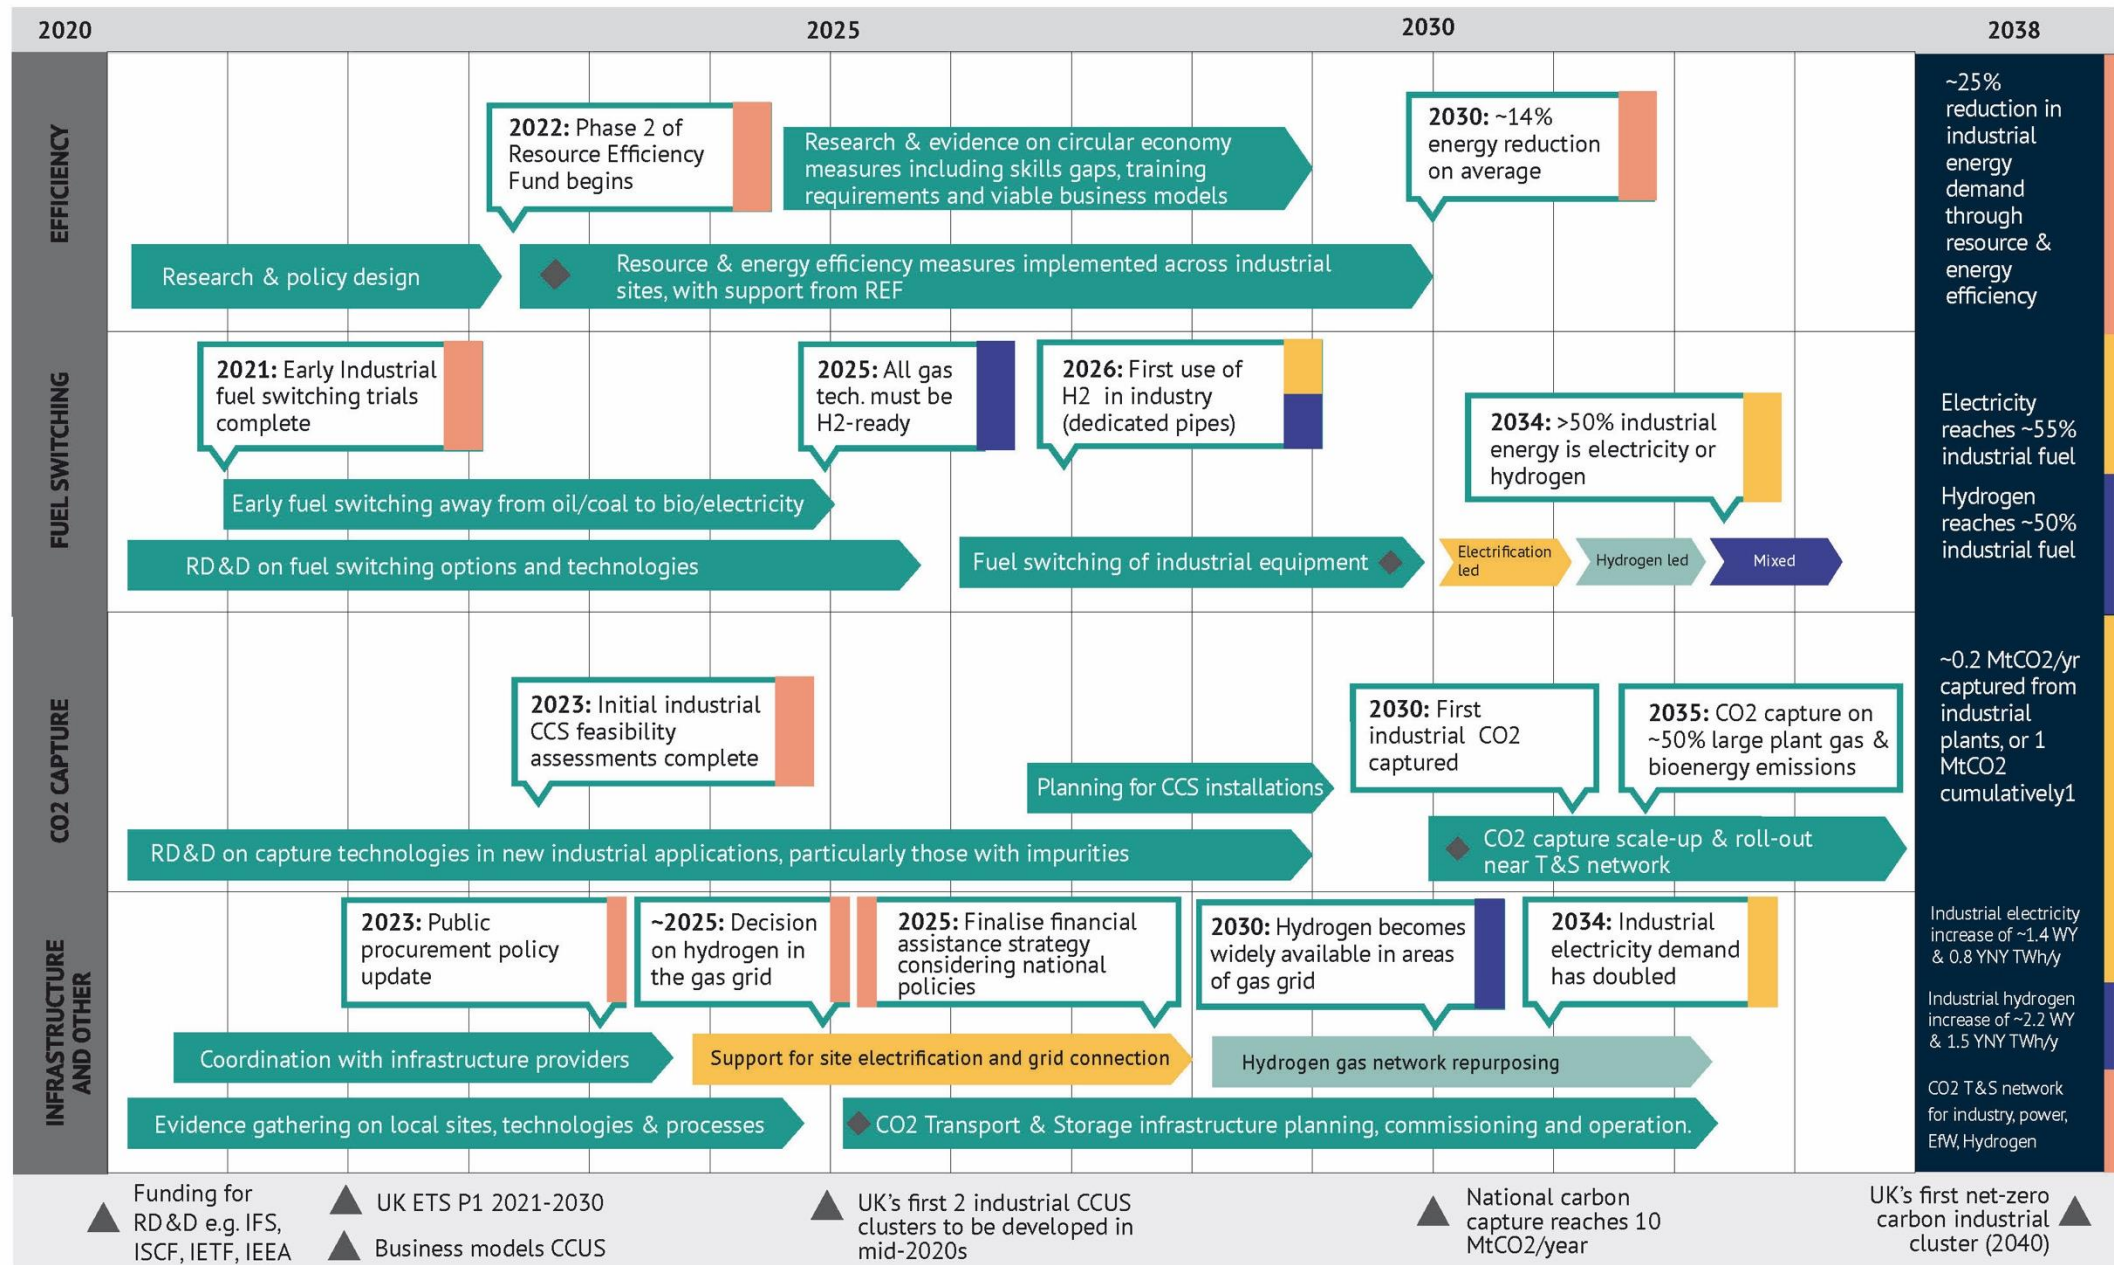 2020
2025
2030
2038
EFFICIENCY
2022: Phase 2 of
Resource Efficiency
Fund begins
Research & evidence on circular economy
measures including skills gaps, training
requirements and viable business models
2030: ~14%
energy reduction
on average
Research & policy design
Resource & energy efficiency measures implemented across industrial
sites, with support from REF
~25%
reduction in
industrial
energy
demand
through
resource &
energy
efficiency
FUEL SWITCHING
2021: Early Industrial
fuel switching trials
complete
2025: All gas
tech. must be
H2-ready
2026: First use of
H2 in industry
(dedicated pipes)
2034: >50% industrial
energy is electricity or
hydrogen
Early fuel switching away from oil/coal to bio/electricity
RD&D on fuel switching options and technologies
Fuel switching of industrial equipment
Electrification
led
Hydrogen led
Mixed
Electricity
reaches ~55%
industrial fuel
Hydrogen
reaches ~50%
industrial fuel
CO2 CAPTURE
2023: Initial industrial
CCS feasibility
assessments complete
Planning for CCS installations
2030: First
industrial CO2
captured
2035: CO2 capture on
~50% large plant gas &
bioenergy emissions
RD&D on capture technologies in new industrial applications, particularly those with impurities
CO2 capture scale-up & roll-out
near T&S network
~0.2 MtCO2/yr
captured from
industrial
plants, or 1
MtCO2
cumulatively1
INFRASTRUCTURE
AND OTHER
2023: Public
procurement policy
update
~2025: Decision
on hydrogen in
the gas grid
2025: Finalise financial
assistance strategy
considering national
policies
2030: Hydrogen becomes
widely available in areas
of gas grid
2034: Industrial
electricity demand
has doubled
Coordination with infrastructure providers
Support for site electrification and grid connection
Hydrogen gas network repurposing
Evidence gathering on local sites, technologies & processes
CO2 Transport & Storage infrastructure planning, commissioning and operation.
Industrial electricity
increase of ~1.4 WY
& 0.8 YNY TWh/y
Industrial hydrogen
increase of ~2.2 WY
& 1.5 YNY TWh/y
CO2 T&S network
for industry, power,
EfW, Hydrogen
Funding for
RD&D e.g. IFS,
ISCF, IETF, IEEA
UK ETS P1 2021-2030
Business models CCUS
UK's first 2 industrial CCUS
clusters to be developed in
mid-2020s
National carbon
capture reaches 10
MtCO2/year
UK's first net-zero
carbon industrial
cluster (2040)